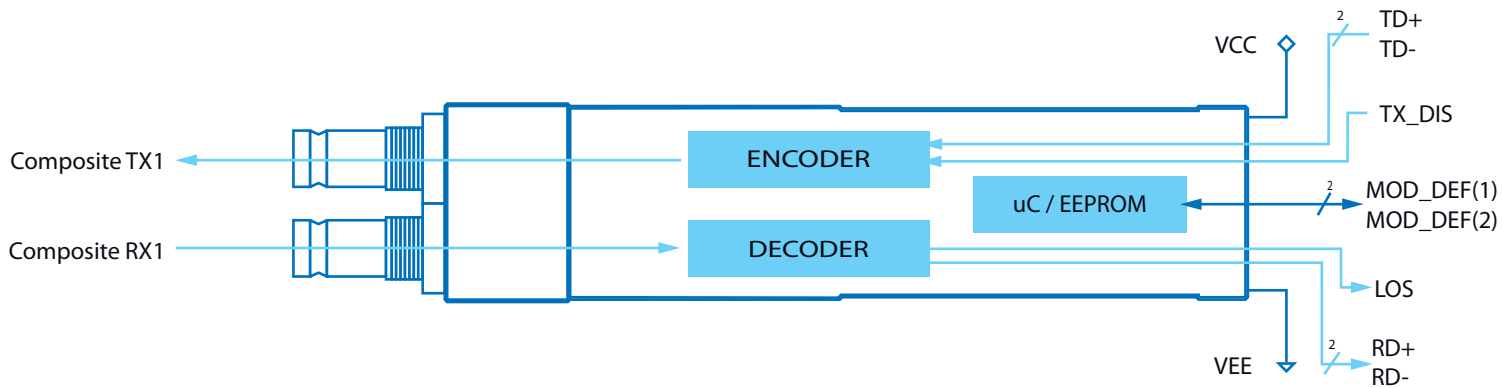 2
TD+
TD-
VCC
TX_DIS
Composite TX1
ENCODER
2
MOD_DEF(1)
MOD_DEF(2)
uC / EEPROM
Composite RX1
DECODER
LOS
2
RD+
RD-
VEE